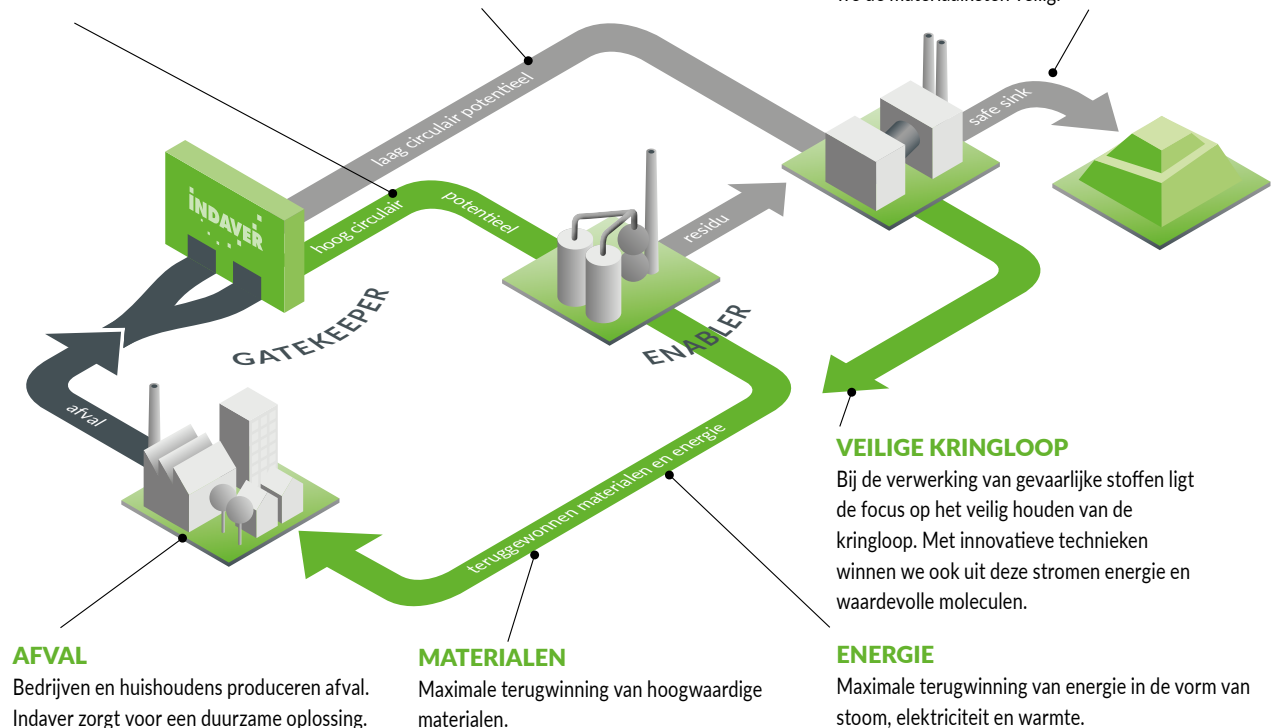 laag circulair potentieel
safe sink
INDAVER
hoog circulair
potentieel
residu
GATEKEEPER
ENABLER
afval
teruggewonnen materialen en energie
VEILIGE KRINGLOOP
Bij de verwerking van gevaarlijke stoffen ligt
de focus op het veilig houden van de
kringloop. Met innovatieve technieken
winnen we ook uit deze stromen energie en
waardevolle moleculen.
AFVAL
Bedrijven en huishoudens produceren afval.
Indaver zorgt voor een duurzame oplossing.
MATERIALEN
Maximale terugwinning van hoogwaardige
materialen.
ENERGIE
Maximale terugwinning van energie in de vorm van
stoom, elektriciteit en warmte.